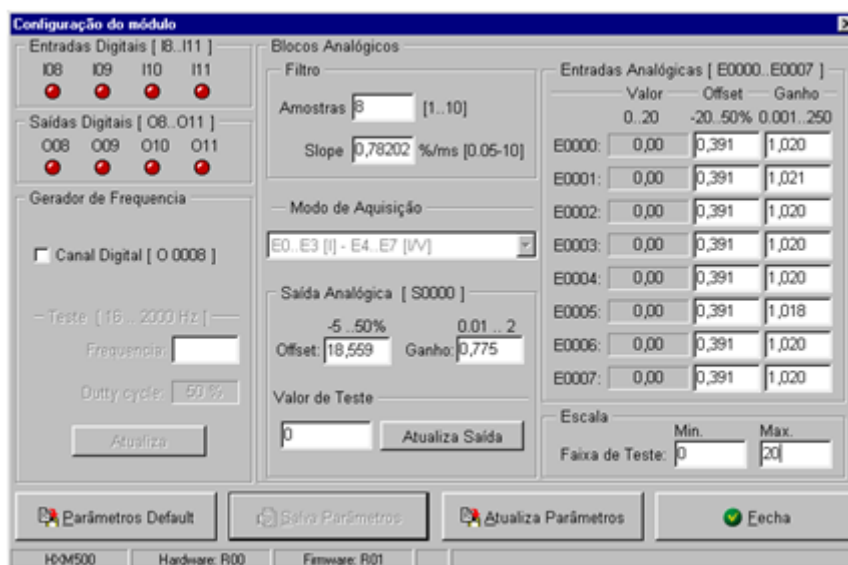 Configuração do módulo
Entradas Digitais [ I8..I11 ]
I08 I09 I10 I11
Saídas Digitais [ O8..O11 ]
O08 O09 O10 O11
Gerador de Frequencia
Canal Digital [ O 0008 ]
Teste [ 16 .. 2000 Hz ]
Frequencia:
Dutty cycle: 50 %
Atualiza
Blocos Analógicos
Filtro
Amostras 8 [1..10]
Slope 0,78202 %/ms [0.05-10]
Modo de Aquisição
E0..E3 [I] - E4..E7 [I/V]
Saída Analógica [ S0000 ]
-5 ..50% 0.01 .. 2
Offset: 18,559 Ganho: 0,775
Valor de Teste
0 Atualiza Saída
Entradas Analógicas [ E0000..E0007 ]
Valor Offset Ganho
0..20 -20..50% 0.001..250
E0000: 0,00 0,391 1,020
E0001: 0,00 0,391 1,021
E0002: 0,00 0,391 1,020
E0003: 0,00 0,391 1,020
E0004: 0,00 0,391 1,020
E0005: 0,00 0,391 1,018
E0006: 0,00 0,391 1,020
E0007: 0,00 0,391 1,020
Escala
Min. Max.
Faixa de Teste: 0 20
Parâmetros Default Salva Parâmetros Atualiza Parâmetros Fecha
HXM500 Hardware: R00 Firmware: R01